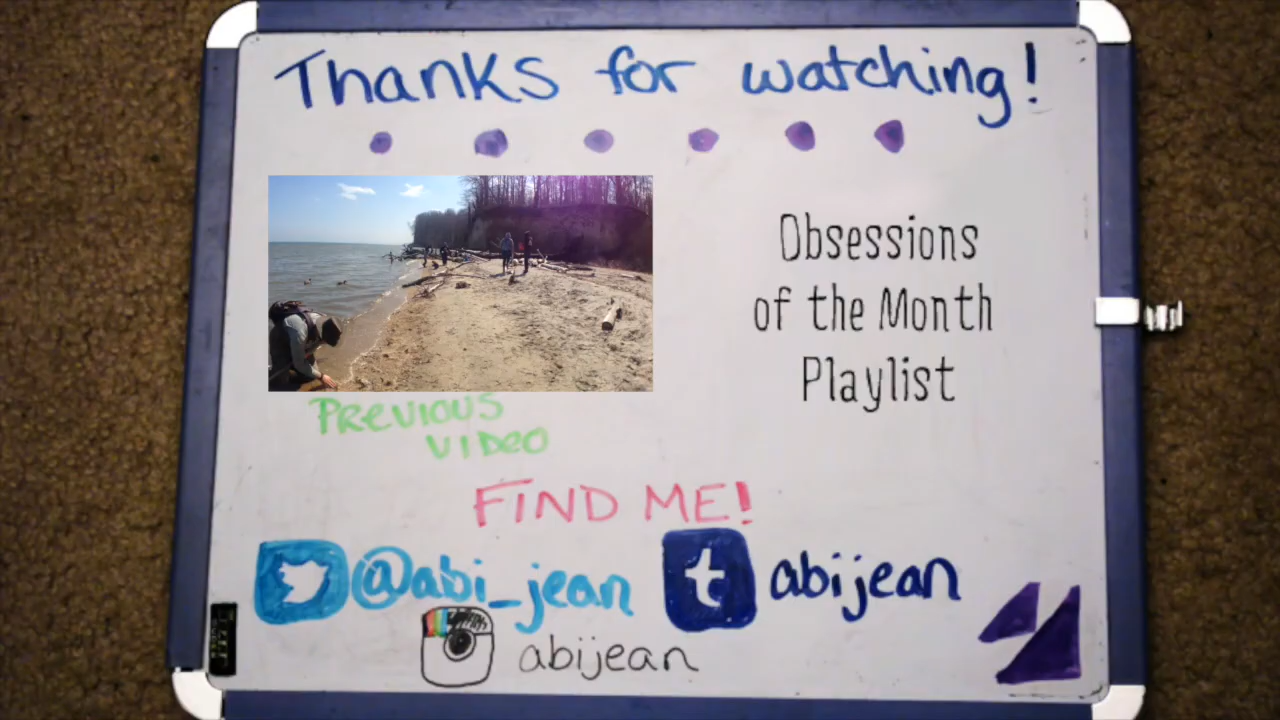 Thanks for watching!
Obsessions
of the Month
Playlist
PREVIOUS
VIDEO
FIND ME!
@abi_jean
t abijean
abijean